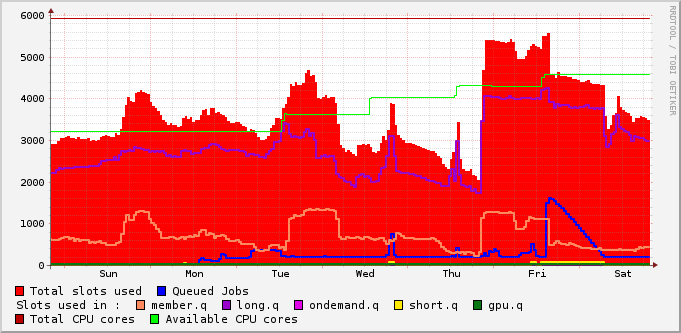 RRDTOOL / TOBI OETIKER
6000
5000
4000
3000
2000
1000
0
Sun Mon Tue Wed Thu Fri Sat
Total slots used Queued Jobs
Slots used in : member.q long.q ondemand.q short.q gpu.q
Total CPU cores Available CPU cores